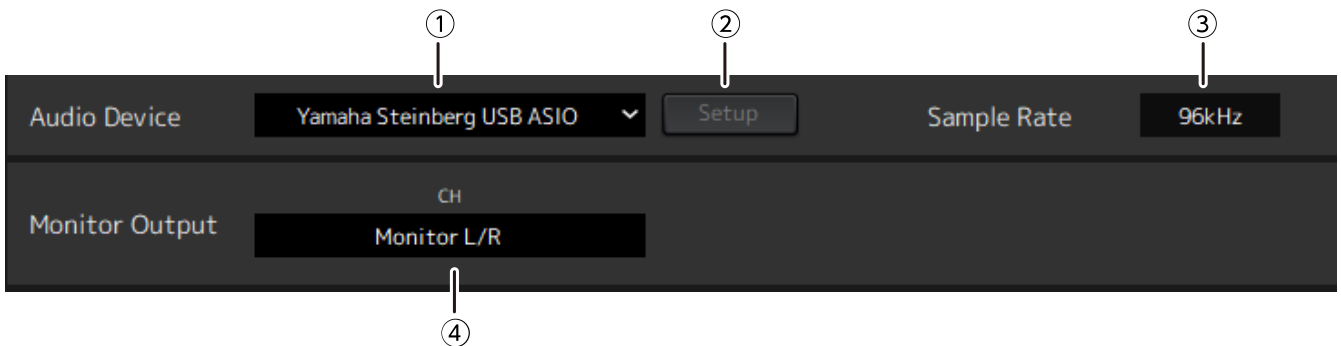 ① ② ③
Audio Device Yamaha Steinberg USB ASIO Setup Sample Rate 96kHz
CH
Monitor Output Monitor L/R
④